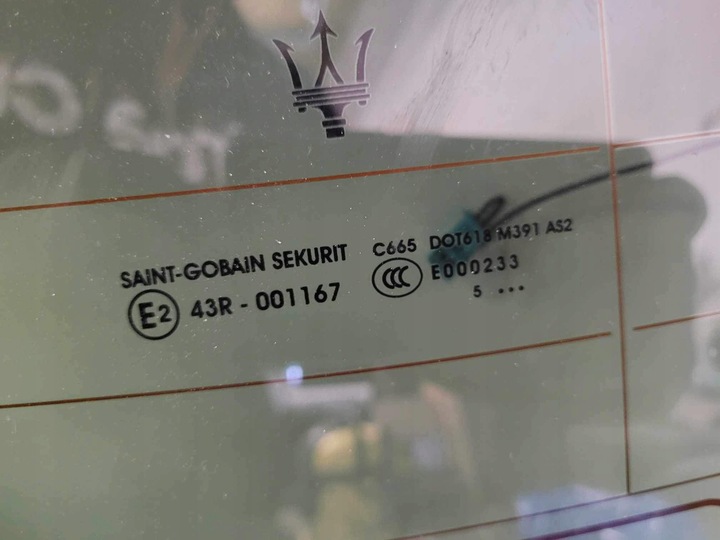 SAINT-GOBAIN SEKURIT
E2 43R - 001167
C665 DOT618 M391 AS2
CCC E000233
5 ...